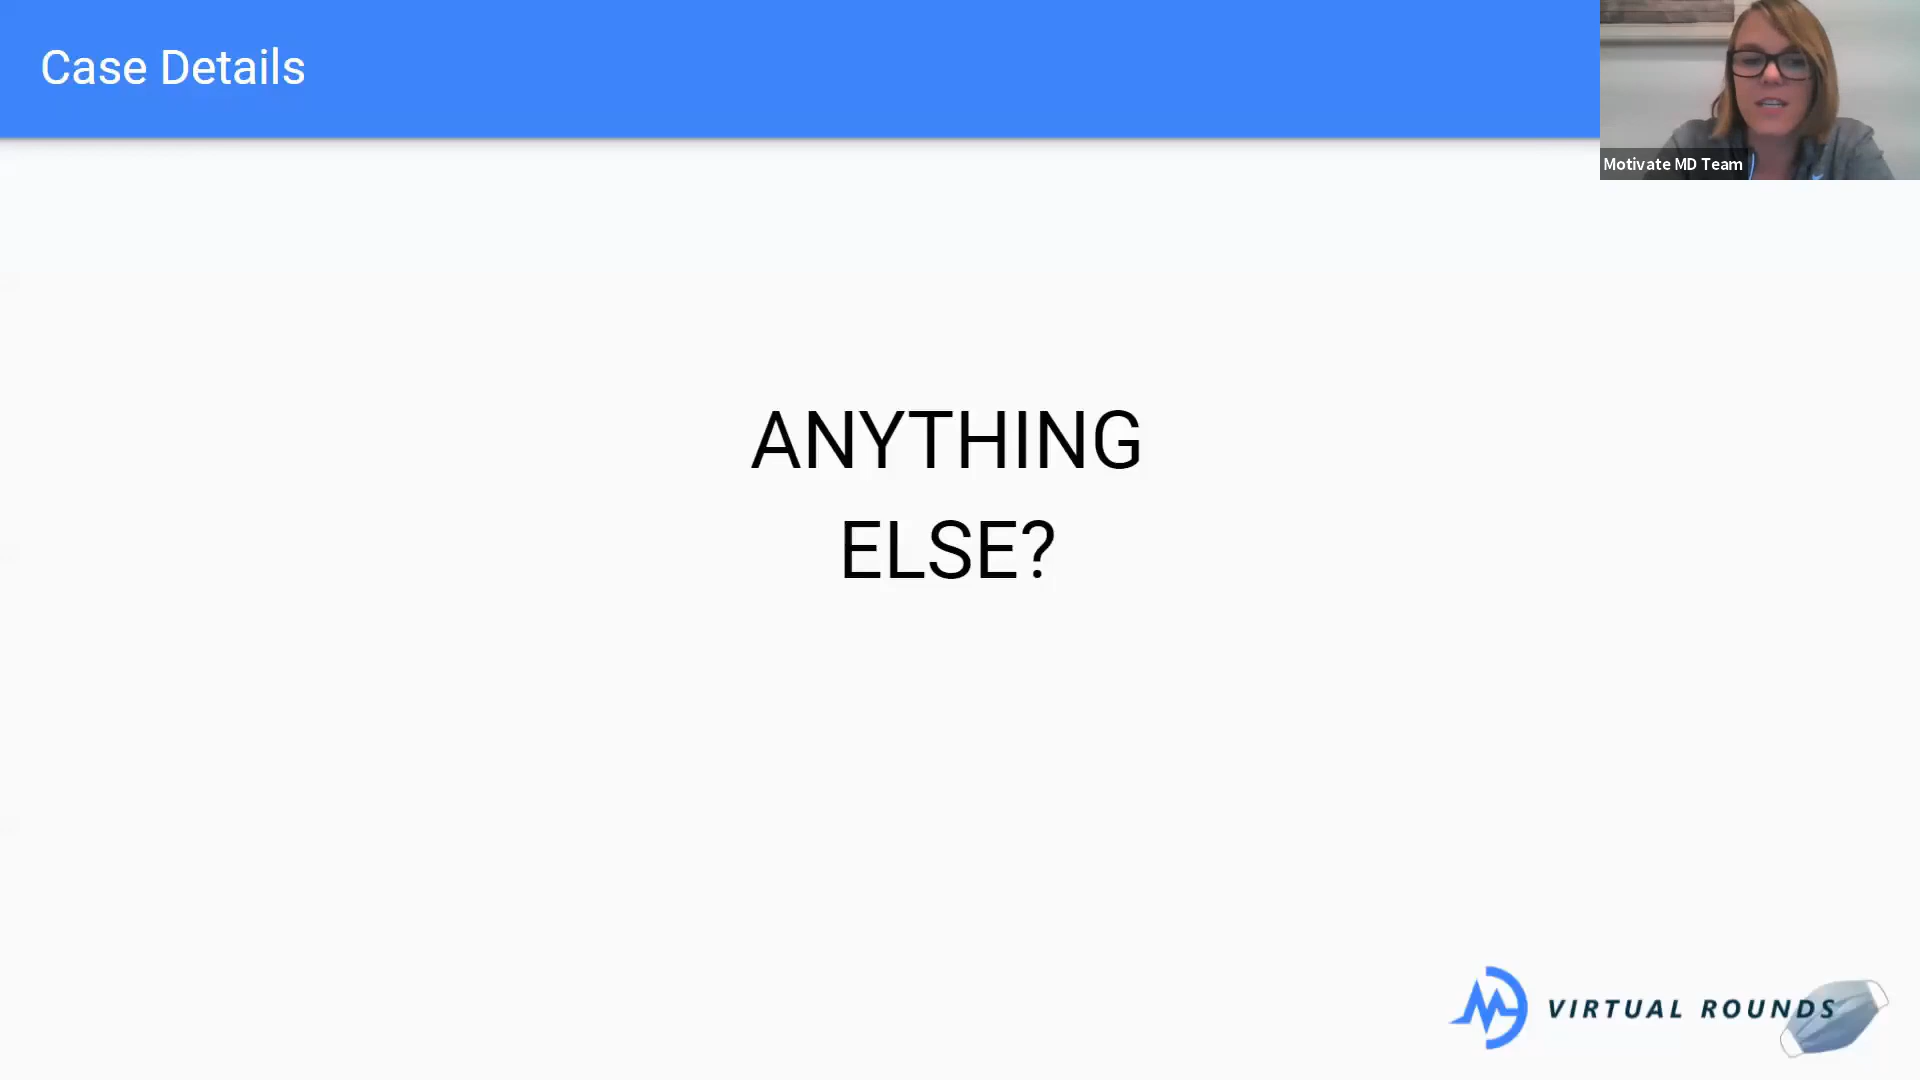 Case Details
Motivate MD Team
ANYTHING
ELSE?
VIRTUAL ROUNDS